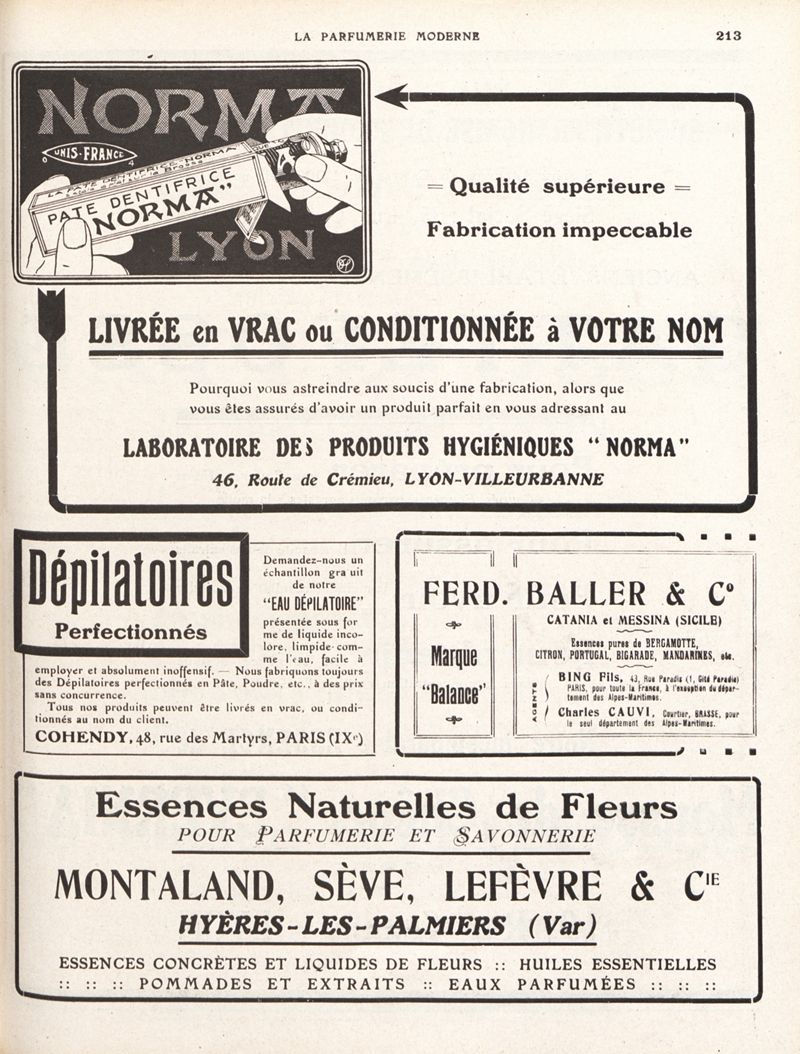 LA PARFUMERIE MODERNE
213
NORMA
UNIS-FRANCE
LA PATE DENTIFRICE NORMA
PATE DENTIFRICE
"NORMA"
LYON
= Qualité supérieure =
Fabrication impeccable
LIVRÉE en VRAC ou CONDITIONNÉE à VOTRE NOM
Pourquoi vous astreindre aux soucis d'une fabrication, alors que
vous êtes assurés d'avoir un produit parfait en vous adressant au
LABORATOIRE DES PRODUITS HYGIÉNIQUES "NORMA"
46, Route de Crémieu, LYON-VILLEURBANNE
Dépilatoires
Perfectionnés
Demandez-nous un
échantillon gra uit
de notre
"EAU DÉPILATOIRE"
présentée sous for
me de liquide inco-
lore, limpide com-
me l'eau, facile à
employer et absolument inoffensif. — Nous fabriquons toujours
des Dépilatoires perfectionnés en Pâte, Poudre, etc., à des prix
sans concurrence.
Tous nos produits peuvent être livrés en vrac, ou condi-
tionnés au nom du client.
COHENDY, 48, rue des Martyrs, PARIS (IXe)
FERD. BALLER & Co
Marque
"Balance"
CATANIA et MESSINA (SICILE)
Essences pures de BERGAMOTTE,
CITRON, PORTUGAL, BIGARADE, MANDARINES, etc.
AGENTS
BING Fils, 43, Rue Paradis (1, Cité Paradis)
PARIS, pour toute la France, à l'exception du dépar-
tement des Alpes-Maritimes.
Charles CAUVI, Courtier, GRASSE, pour
le seul département des Alpes-Maritimes.
Essences Naturelles de Fleurs
POUR PARFUMERIE ET SAVONNERIE
MONTALAND, SÈVE, LEFÈVRE & CIE
HYÈRES-LES-PALMIERS (Var)
ESSENCES CONCRÈTES ET LIQUIDES DE FLEURS :: HUILES ESSENTIELLES
:: :: :: POMMADES ET EXTRAITS :: EAUX PARFUMÉES :: :: ::